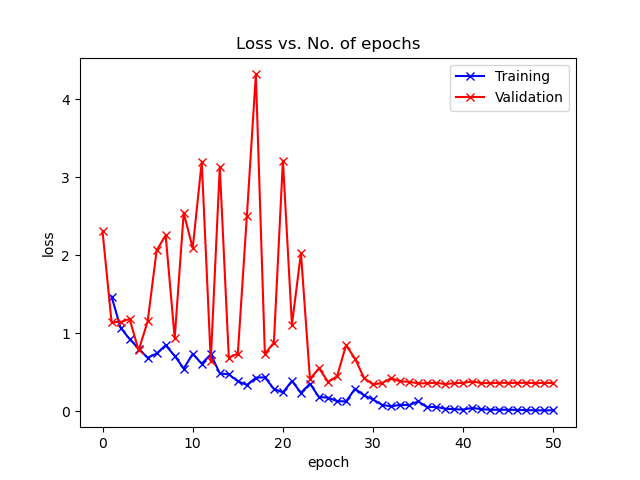 Loss vs. No. of epochs
Training
Validation
4
3
2
1
0
loss
0 10 20 30 40 50
epoch